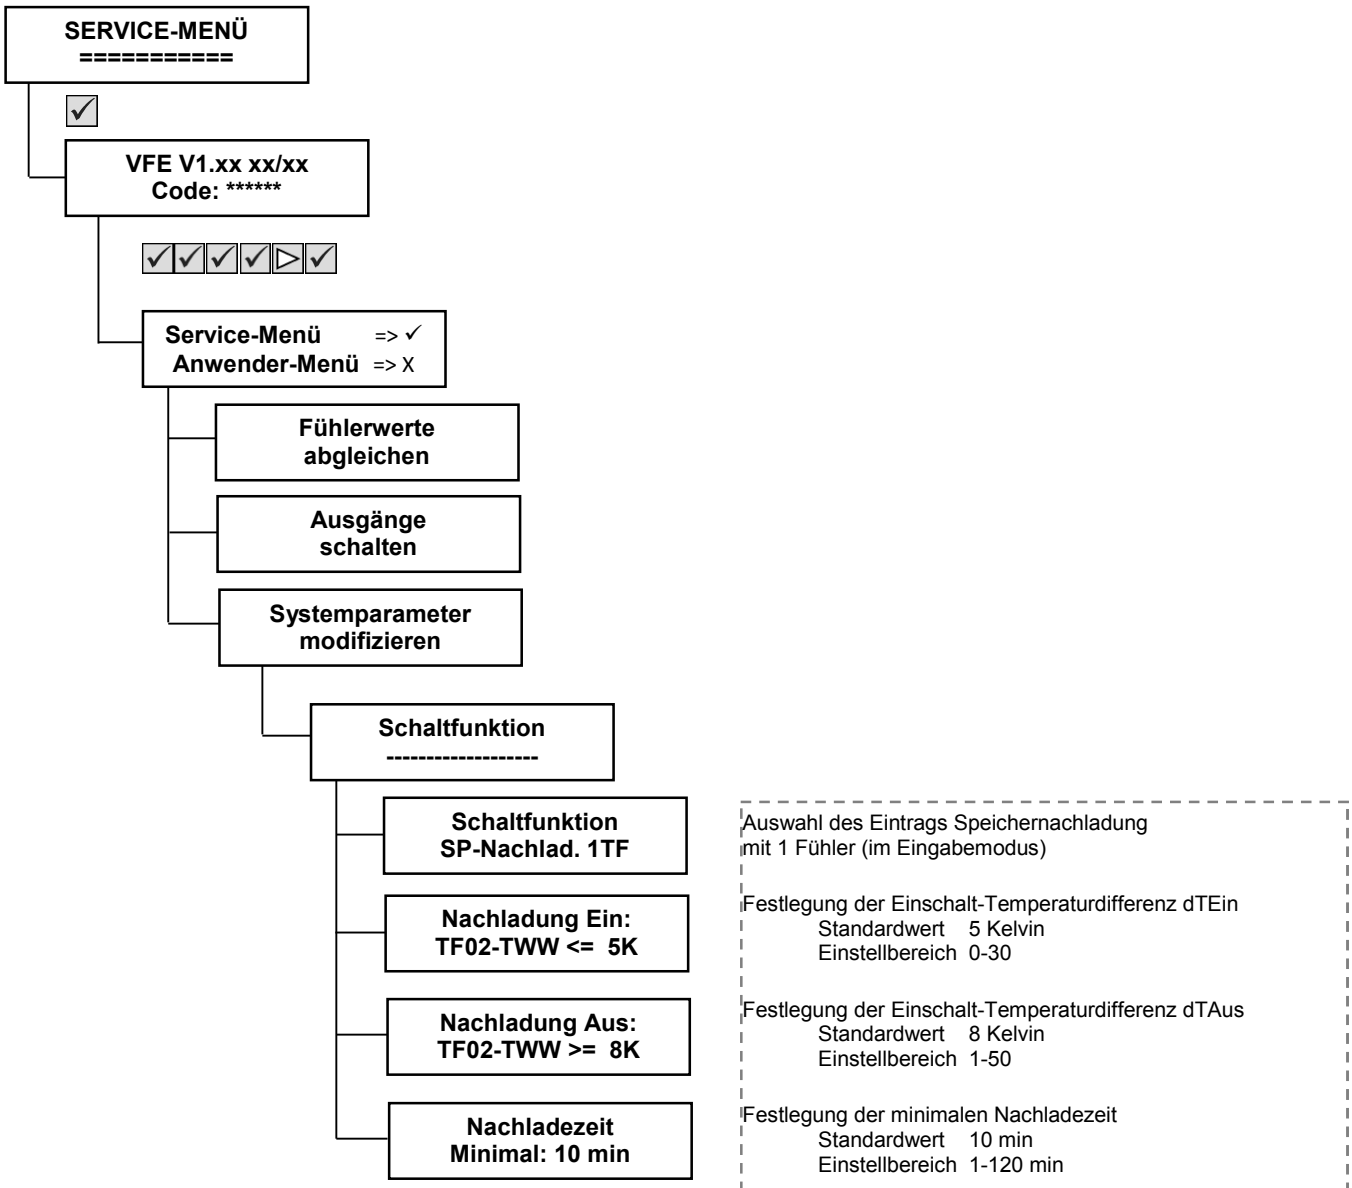 SERVICE-MENÜ
===========
✓
VFE V1.xx xx/xx
Code: ******
✓✓✓✓▷✓
Service-Menü => ✓
Anwender-Menü => X
Fühlerwerte
abgleichen
Ausgänge
schalten
Systemparameter
modifizieren
Schaltfunktion
-------------------
Schaltfunktion
SP-Nachlad. 1TF
Auswahl des Eintrags Speichernachladung
mit 1 Fühler (im Eingabemodus)
Nachladung Ein:
TF02-TWW <= 5K
Festlegung der Einschalt-Temperaturdifferenz dTEin
Standardwert 5 Kelvin
Einstellbereich 0-30
Nachladung Aus:
TF02-TWW >= 8K
Festlegung der Einschalt-Temperaturdifferenz dTAus
Standardwert 8 Kelvin
Einstellbereich 1-50
Nachladezeit
Minimal: 10 min
Festlegung der minimalen Nachladezeit
Standardwert 10 min
Einstellbereich 1-120 min